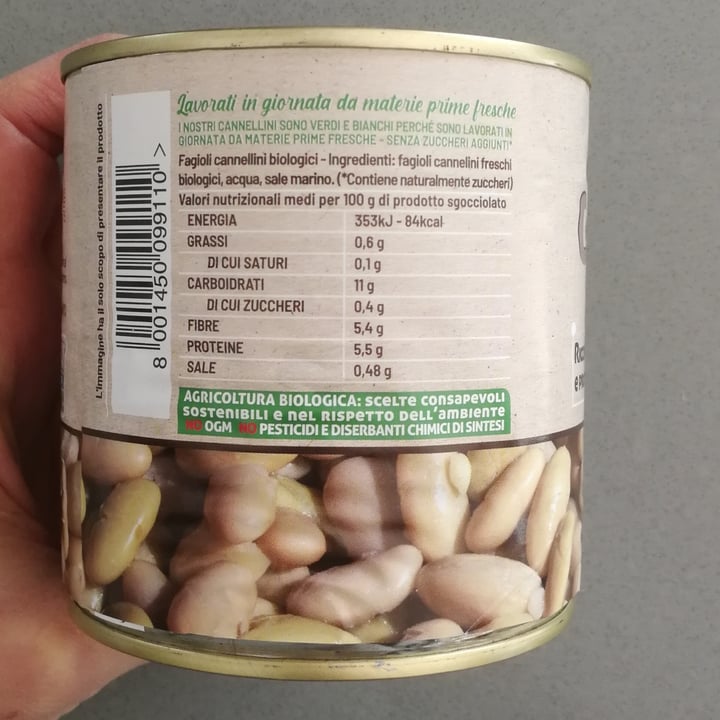 L'immagine ha il solo scopo di presentare il prodotto
8 001450 099110 >
Lavorati in giornata da materie prime fresche
I NOSTRI CANNELLINI SONO VERDI E BIANCHI PERCHÉ SONO LAVORATI IN
GIORNATA DA MATERIE PRIME FRESCHE - SENZA ZUCCHERI AGGIUNTI*
Fagioli cannellini biologici - Ingredienti: fagioli cannelini freschi
biologici, acqua, sale marino. (*Contiene naturalmente zuccheri)
Valori nutrizionali medi per 100 g di prodotto sgocciolato
ENERGIA 353kJ - 84kcal
GRASSI 0,6 g
DI CUI SATURI 0,1 g
CARBOIDRATI 11 g
DI CUI ZUCCHERI 0,4 g
FIBRE 5,4 g
PROTEINE 5,5 g
SALE 0,48 g
AGRICOLTURA BIOLOGICA: SCELTE CONSAPEVOLI
SOSTENIBILI E NEL RISPETTO DELL'AMBIENTE
NO OGM NO PESTICIDI E DISERBANTI CHIMICI DI SINTESI